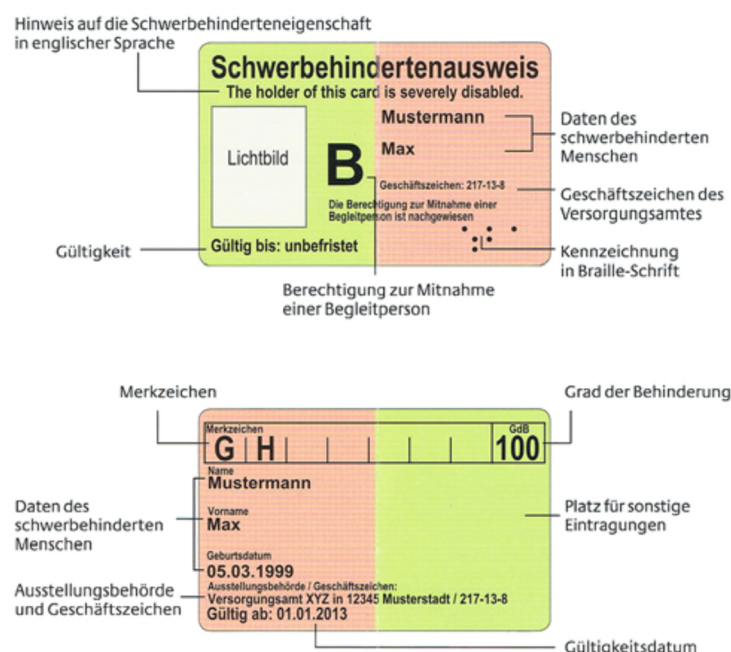 Hinweis auf die Schwerbehinderteneigenschaft
in englischer Sprache
Schwerbehindertenausweis
The holder of this card is severely disabled.
Lichtbild
B
Mustermann
Max
Geschäftszeichen: 217-13-8
Die Berechtigung zur Mitnahme einer
Begleitperson ist nachgewiesen
Gültig bis: unbefristet
Daten des
schwerbehinderten
Menschen
Geschäftszeichen des
Versorgungsamtes
Kennzeichnung
in Braille-Schrift
Gültigkeit
Berechtigung zur Mitnahme
einer Begleitperson
Merkzeichen
Grad der Behinderung
Merkzeichen
GdB
G H
100
Name
Mustermann
Vorname
Max
Geburtsdatum
05.03.1999
Ausstellungsbehörde / Geschäftszeichen:
Versorgungsamt XYZ in 12345 Musterstadt / 217-13-8
Gültig ab: 01.01.2013
Daten des
schwerbehinderten
Menschen
Ausstellungsbehörde
und Geschäftszeichen
Platz für sonstige
Eintragungen
Gültigkeitsdatum